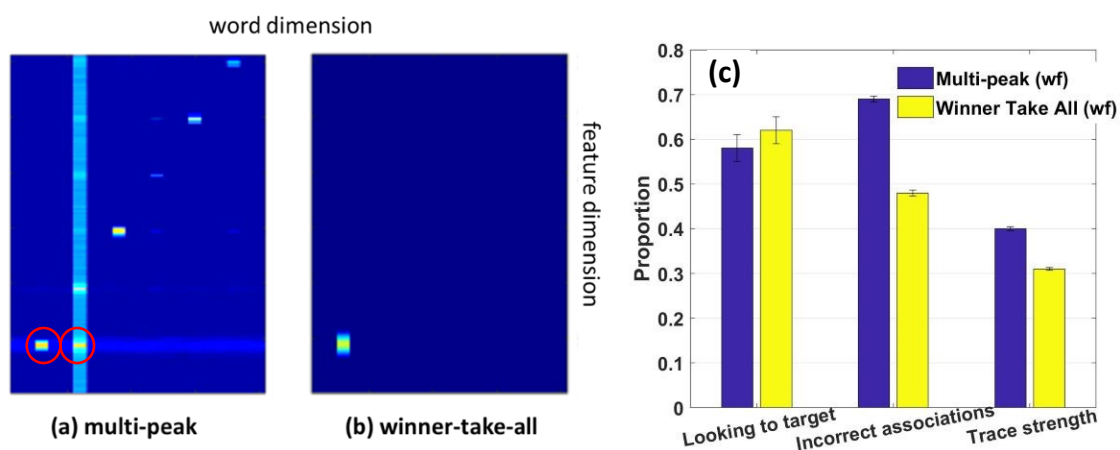 word dimension
feature dimension
(a) multi-peak
(b) winner-take-all
(c)
Multi-peak (wf)
Winner Take All (wf)
Proportion
0.8
0.7
0.6
0.5
0.4
0.3
0.2
0.1
0
Looking to target
Incorrect associations
Trace strength